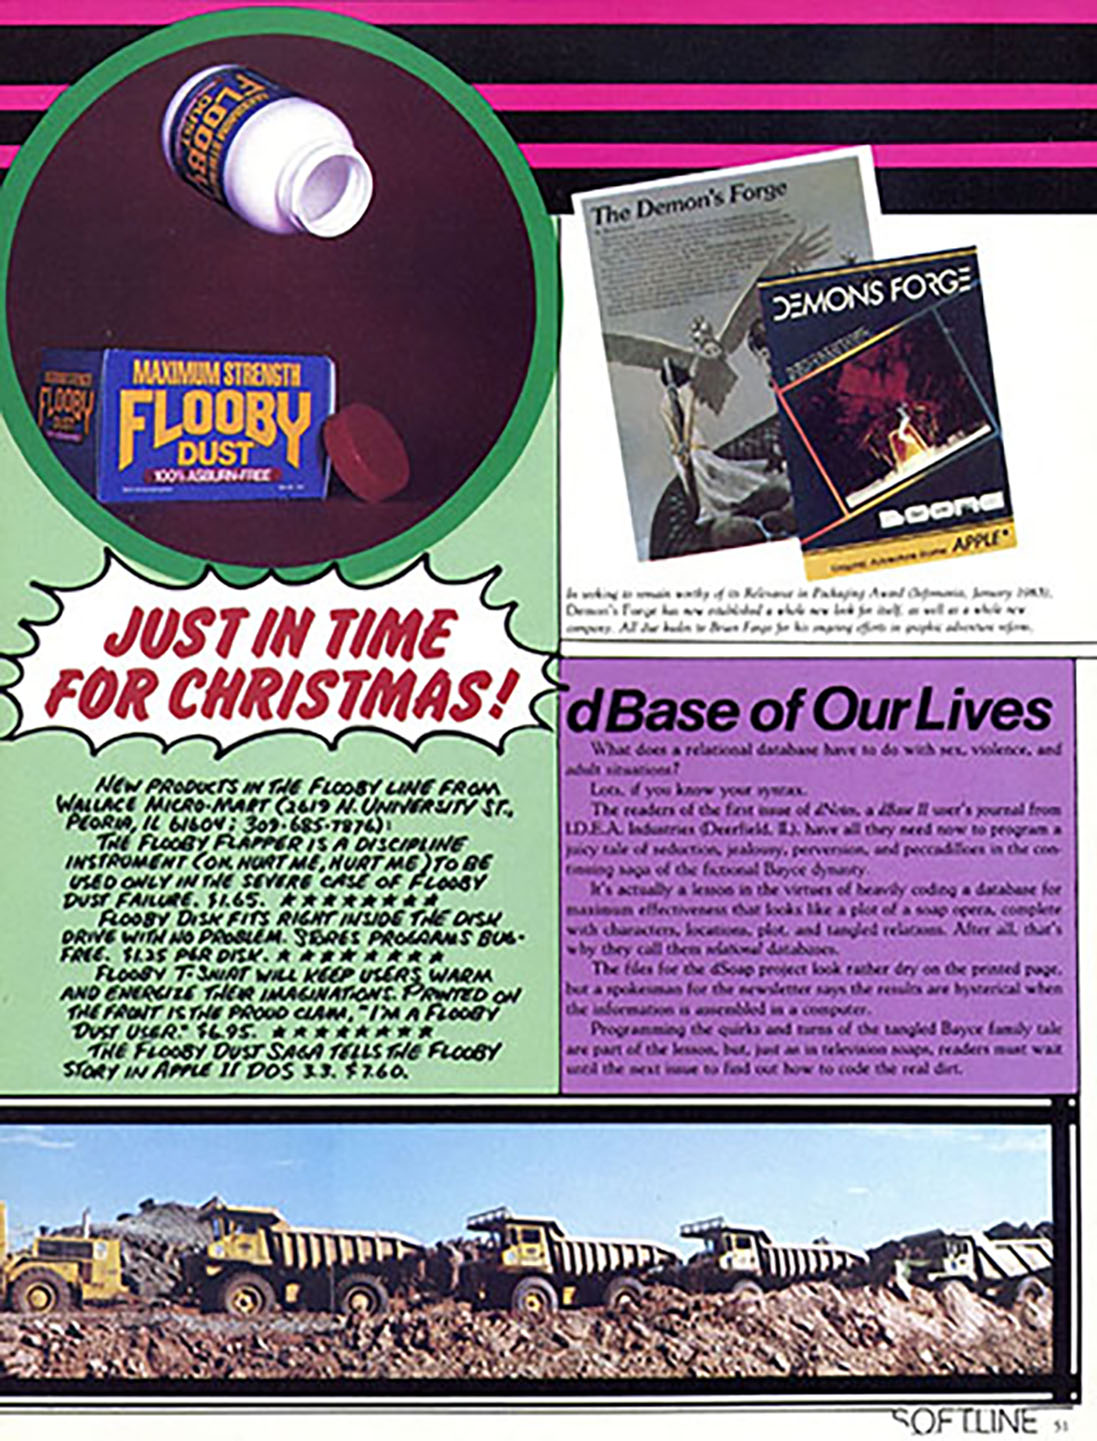 MAXIMUM STRENGTH
FLOOBY
DUST
MAXIMUM STRENGTH
FLOOBY
DUST
100% ASBURN-FREE
FLOOBY
DUST
JUST IN TIME
FOR CHRISTMAS!
NEW PRODUCTS IN THE FLOOBY LINE FROM
WALLACE MICRO-MART (2619 N. UNIVERSITY ST.,
PEORIA, IL 61604; 309-685-7876):
THE FLOOBY FLAPPER IS A DISCIPLINE
INSTRUMENT (OH, HURT ME, HURT ME) TO BE
USED ONLY IN THE SEVERE CASE OF FLOOBY
DUST FAILURE. $1.65. ★★★★★★★★
FLOOBY DISK FITS RIGHT INSIDE THE DISK
DRIVE WITH NO PROBLEM. STORES PROGRAMS BUG-
FREE. $1.25 PER DISK. ★★★★★★★★
FLOOBY T-SHIRT WILL KEEP USERS WARM
AND ENERGIZE THEIR IMAGINATIONS. PRINTED ON
THE FRONT IS THE PROUD CLAIM, "I'M A FLOOBY
DUST USER." $6.95. ★★★★★★★★
THE FLOOBY DUST SAGA TELLS THE FLOOBY
STORY IN APPLE II DOS 3.3. $7.60.
The Demon's Forge
DEMON'S FORGE
BOONE
Graphic Adventure Game APPLE
In seeking to remain worthy of its Relevance in Packaging Award (Infomania, January 1983),
Demon's Forge has now established a whole new look for itself, as well as a whole new
company. All due kudos to Brian Fargo for his ongoing efforts in graphic adventure reform.
dBase of Our Lives
What does a relational database have to do with sex, violence, and
adult situations?
Lots, if you know your syntax.
The readers of the first issue of dNotes, a dBase II user's journal from
I.D.E.A. Industries (Deerfield, IL), have all they need now to program a
juicy tale of seduction, jealousy, perversion, and peccadilloes in the con-
tinuing saga of the fictional Bayce dynasty.
It's actually a lesson in the virtues of heavily coding a database for
maximum effectiveness that looks like a plot of a soap opera, complete
with characters, locations, plot, and tangled relations. After all, that's
why they call them relational databases.
The files for the dSoap project look rather dry on the printed page,
but a spokesman for the newsletter says the results are hysterical when
the information is assembled in a computer.
Programming the quirks and turns of the tangled Bayce family tale
are part of the lesson, but, just as in television soaps, readers must wait
until the next issue to find out how to code the real dirt.
SOFTLINE 51